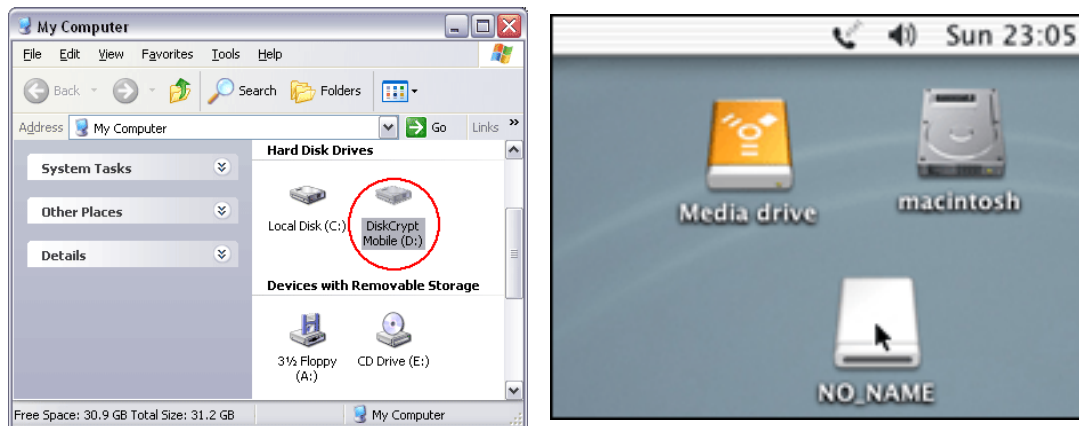 My Computer
File Edit View Favorites Tools Help
Back Search Folders
Address My Computer Go Links »
System Tasks
Other Places
Details
Hard Disk Drives
Local Disk (C:)
DiskCrypt
Mobile (D:)
Devices with Removable Storage
3½ Floppy
(A:)
CD Drive (E:)
Free Space: 30.9 GB Total Size: 31.2 GB My Computer
Sun 23:05
Media drive
macintosh
NO_NAME